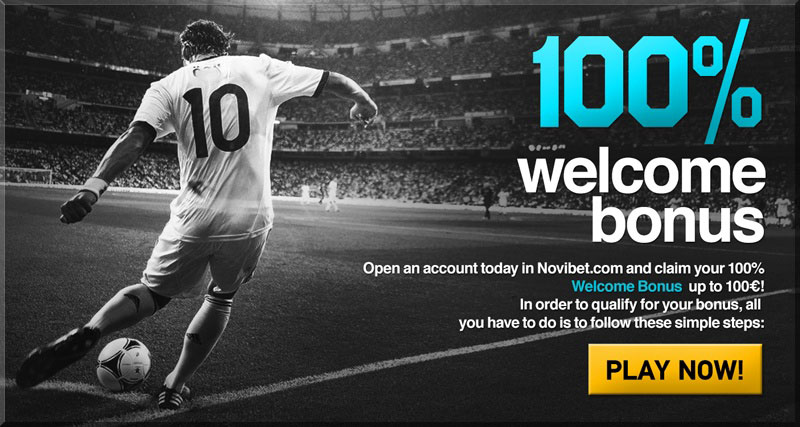 100%
welcome
bonus
Open an account today in Novibet.com and claim your 100%
Welcome Bonus up to 100€!
In order to qualify for your bonus, all
you have to do is to follow these simple steps:
PLAY NOW!
10